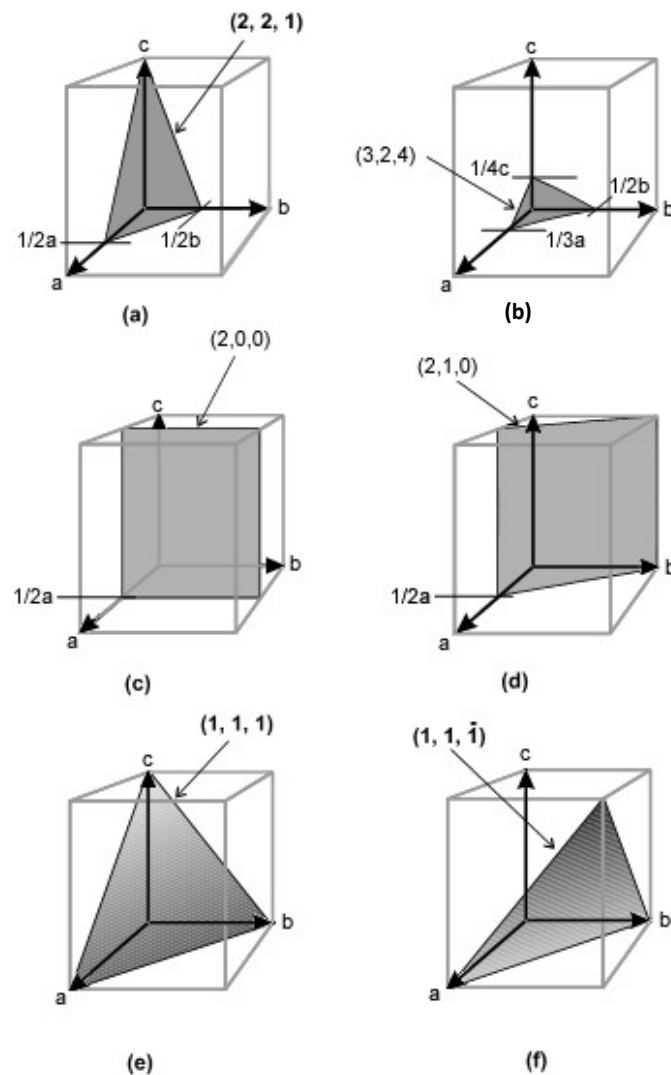 (2, 2, 1)
c
1/2a
1/2b
b
a
(a)
c
(3,2,4)
1/4c
1/2b
b
1/3a
a
(b)
(2,0,0)
c
b
1/2a
a
(c)
(2,1,0)
c
b
1/2a
a
(d)
(1, 1, 1)
c
b
a
(e)
(1, 1, 1̄)
c
b
a
(f)